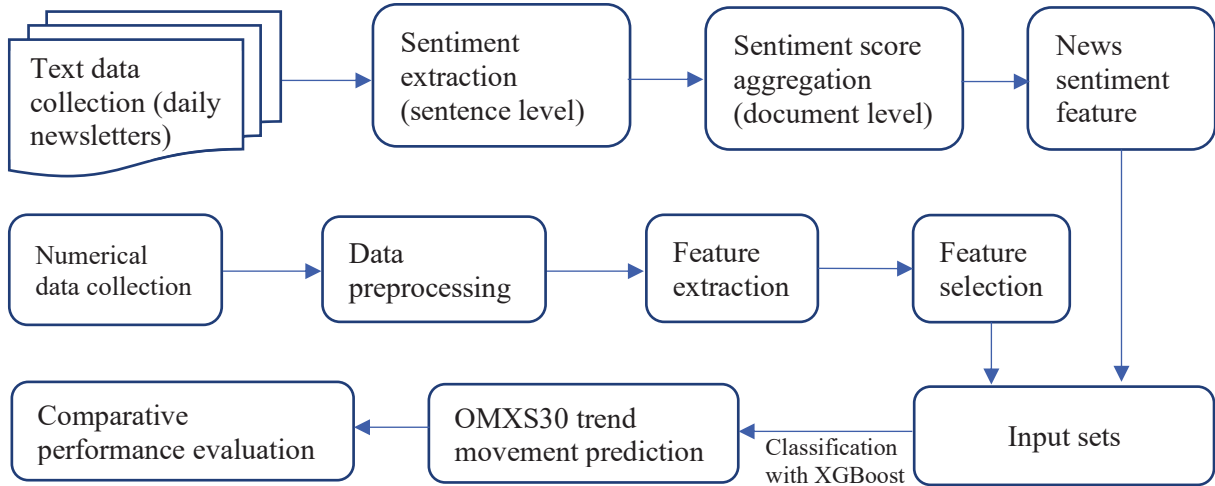 Text data
collection (daily
newsletters)
Sentiment
extraction
(sentence level)
Sentiment score
aggregation
(document level)
News
sentiment
feature
Numerical
data collection
Data
preprocessing
Feature
extraction
Feature
selection
Comparative
performance evaluation
OMXS30 trend
movement prediction
Classification
with XGBoost
Input sets